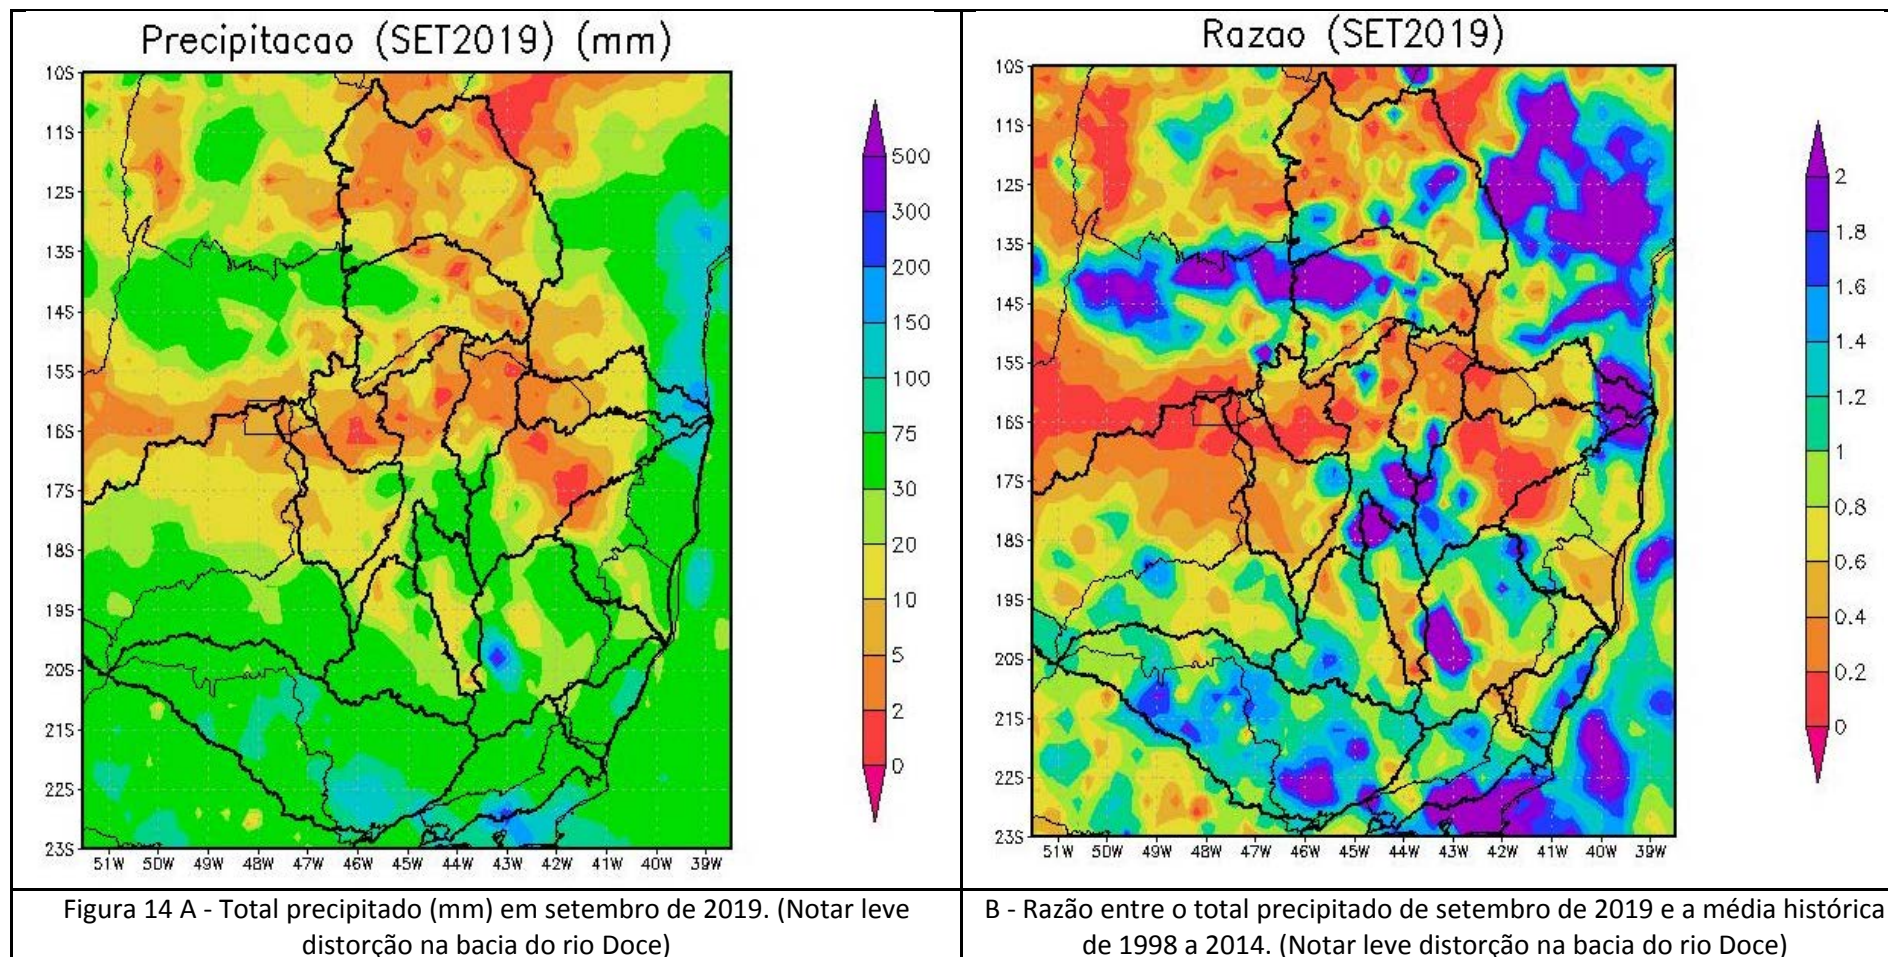 Precipitacao (SET2019) (mm)
10S
11S
12S
13S
14S
15S
16S
17S
18S
19S
20S
21S
22S
23S
51W 50W 49W 48W 47W 46W 45W 44W 43W 42W 41W 40W 39W
500
300
200
150
100
75
30
20
10
5
2
0
Figura 14 A - Total precipitado (mm) em setembro de 2019. (Notar leve
distorção na bacia do rio Doce)
Razao (SET2019)
10S
11S
12S
13S
14S
15S
16S
17S
18S
19S
20S
21S
22S
23S
51W 50W 49W 48W 47W 46W 45W 44W 43W 42W 41W 40W 39W
2
1.8
1.6
1.4
1.2
1
0.8
0.6
0.4
0.2
0
B - Razão entre o total precipitado de setembro de 2019 e a média histórica
de 1998 a 2014. (Notar leve distorção na bacia do rio Doce)